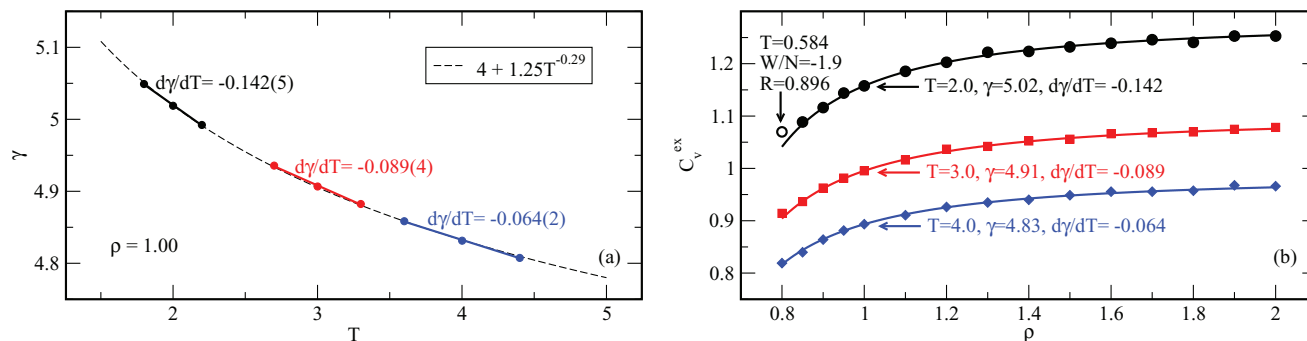 5.1
5
4.9
4.8
γ
2
3
4
5
T
dγ/dT= -0.142(5)
4 + 1.25T^-0.29
dγ/dT= -0.089(4)
dγ/dT= -0.064(2)
ρ = 1.00
(a)
1.2
1.1
1
0.9
0.8
C_v^ex
T=0.584
W/N=-1.9
R=0.896
T=2.0, γ=5.02, dγ/dT= -0.142
T=3.0, γ=4.91, dγ/dT= -0.089
T=4.0, γ=4.83, dγ/dT= -0.064
(b)
0.8
1
1.2
1.4
1.6
1.8
2
ρ